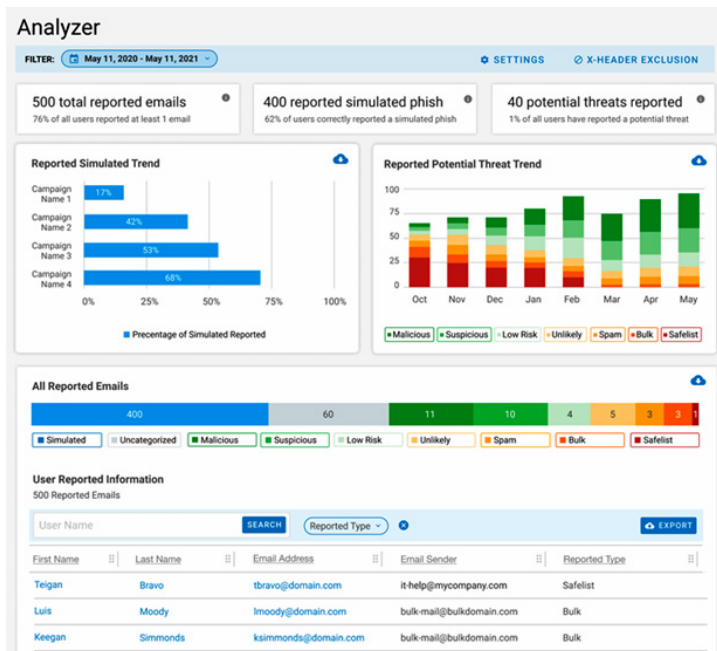 Analyzer
FILTER: May 11, 2020 - May 11, 2021
SETTINGS
X-HEADER EXCLUSION
500 total reported emails
76% of all users reported at least 1 email
400 reported simulated phish
62% of users correctly reported a simulated phish
40 potential threats reported
1% of all users have reported a potential threat
Reported Simulated Trend
Campaign
Name 1
17%
Campaign
Name 2
42%
Campaign
Name 3
53%
Campaign
Name 4
68%
0% 25% 50% 75% 100%
Precentage of Simulated Reported
Reported Potential Threat Trend
100
75
50
25
0
Oct Nov Dec Jan Feb Mar Apr May
Malicious Suspicious Low Risk Unlikely Spam Bulk Safelist
All Reported Emails
400 60 11 10 4 5 3 3 1
Simulated Uncategorized Malicious Suspicious Low Risk Unlikely Spam Bulk Safelist
User Reported Information
500 Reported Emails
User Name SEARCH Reported Type EXPORT
First Name Last Name Email Address Email Sender Reported Type
Teigan Bravo tbravo@domain.com it-help@mycompany.com Safelist
Luis Moody lmoody@domain.com bulk-mail@bulkdomain.com Bulk
Keegan Simmonds ksimmonds@domain.com bulk-mail@bulkdomain.com Bulk